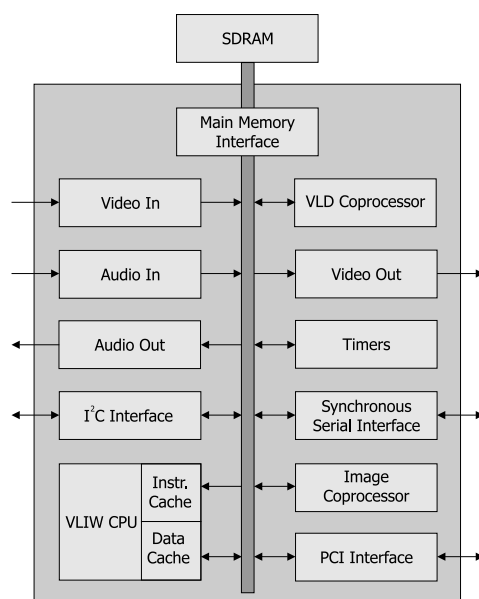 SDRAM
Main Memory
Interface
Video In
VLD Coprocessor
Audio In
Video Out
Audio Out
Timers
I²C Interface
Synchronous
Serial Interface
VLIW CPU
Instr.
Cache
Data
Cache
Image
Coprocessor
PCI Interface